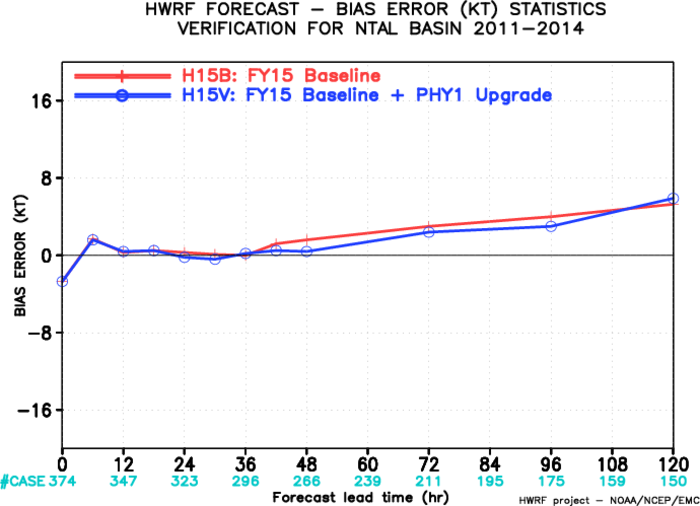 HWRF FORECAST – BIAS ERROR (KT) STATISTICS
VERIFICATION FOR NTAL BASIN 2011–2014
H15B: FY15 Baseline
H15V: FY15 Baseline + PHY1 Upgrade
16
8
0
−8
−16
BIAS ERROR (KT)
0 12 24 36 48 60 72 84 96 108 120
#CASE 374 347 323 296 266 239 211 195 175 159 150
Forecast lead time (hr)
HWRF project – NOAA/NCEP/EMC